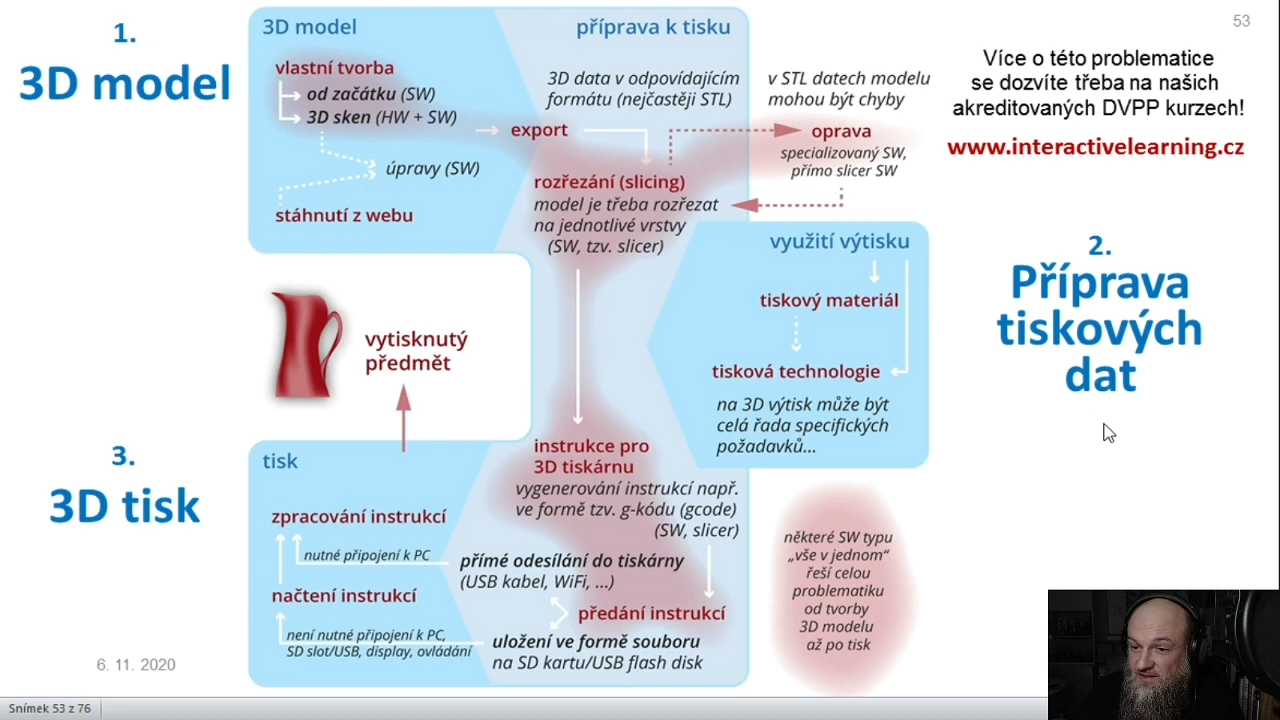 1.
3D model
3D model
vlastní tvorba
od začátku (SW)
3D sken (HW + SW)
úpravy (SW)
stáhnutí z webu
příprava k tisku
3D data v odpovídajícím
formátu (nejčastěji STL)
export
rozřezání (slicing)
model je třeba rozřezat
na jednotlivé vrstvy
(SW, tzv. slicer)
v STL datech modelu
mohou být chyby
oprava
specializovaný SW,
přímo slicer SW
53
Více o této problematice
se dozvíte třeba na našich
akreditovaných DVPP kurzech!
www.interactivelearning.cz
2.
Příprava
tiskových
dat
využití výtisku
tiskový materiál
tisková technologie
na 3D výtisk může být
celá řada specifických
požadavků...
vytisknutý
předmět
3.
3D tisk
tisk
zpracování instrukcí
nutné připojení k PC
načtení instrukcí
není nutné připojení k PC,
SD slot/USB, display, ovládání
instrukce pro
3D tiskárnu
vygenerování instrukcí např.
ve formě tzv. g-kódu (gcode)
(SW, slicer)
přímé odesílání do tiskárny
(USB kabel, WiFi, ...)
předání instrukcí
uložení ve formě souboru
na SD kartu/USB flash disk
některé SW typu
„vše v jednom“
řeší celou
problematiku
od tvorby
3D modelu
až po tisk
6. 11. 2020
Snímek 53 z 76